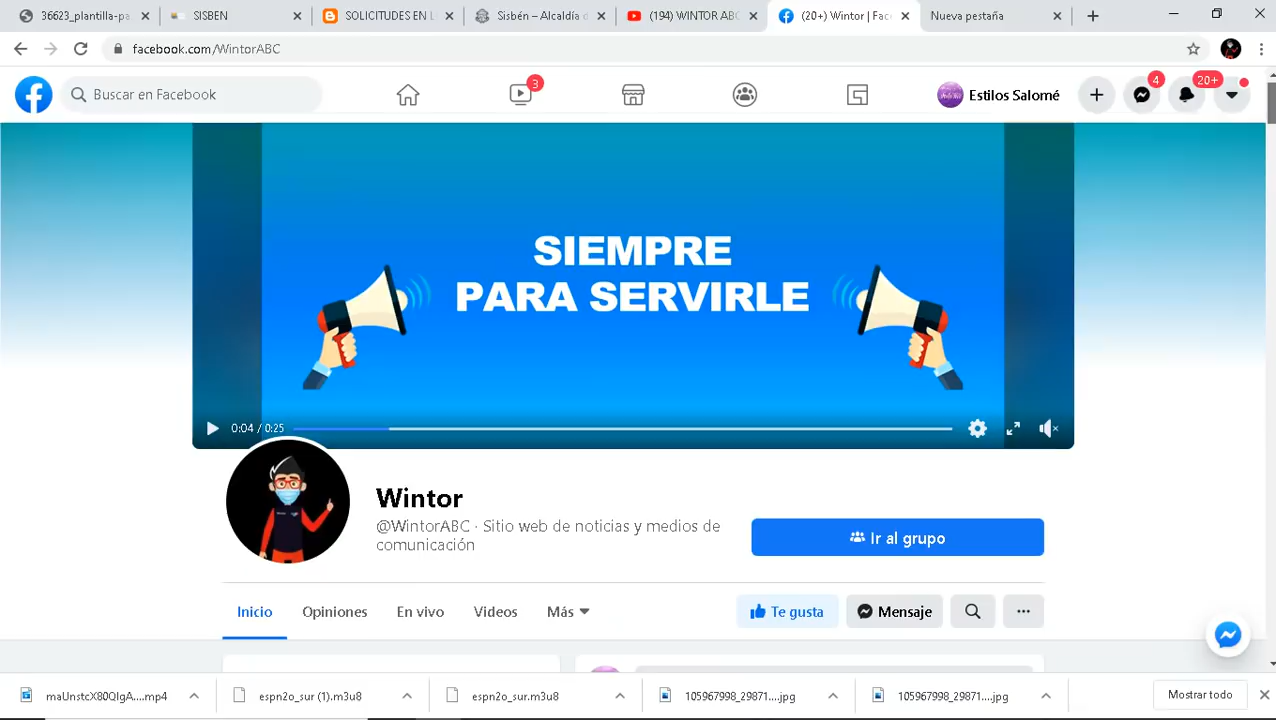 36623_plantilla-pa
SISBEN
SOLICITUDES EN L
Sisbén – Alcaldía d
(194) WINTOR ABC
(20+) Wintor | Fac
Nueva pestaña
facebook.com/WintorABC
Buscar en Facebook
3
Estilos Salomé
4
20+
SIEMPRE
PARA SERVIRLE
0:04 / 0:25
Wintor
@WintorABC · Sitio web de noticias y medios de
comunicación
Ir al grupo
Inicio
Opiniones
En vivo
Videos
Más
Te gusta
Mensaje
maUnstcX80QIgA....mp4
espn2o_sur (1).m3u8
espn2o_sur.m3u8
105967998_29871....jpg
105967998_29871....jpg
Mostrar todo